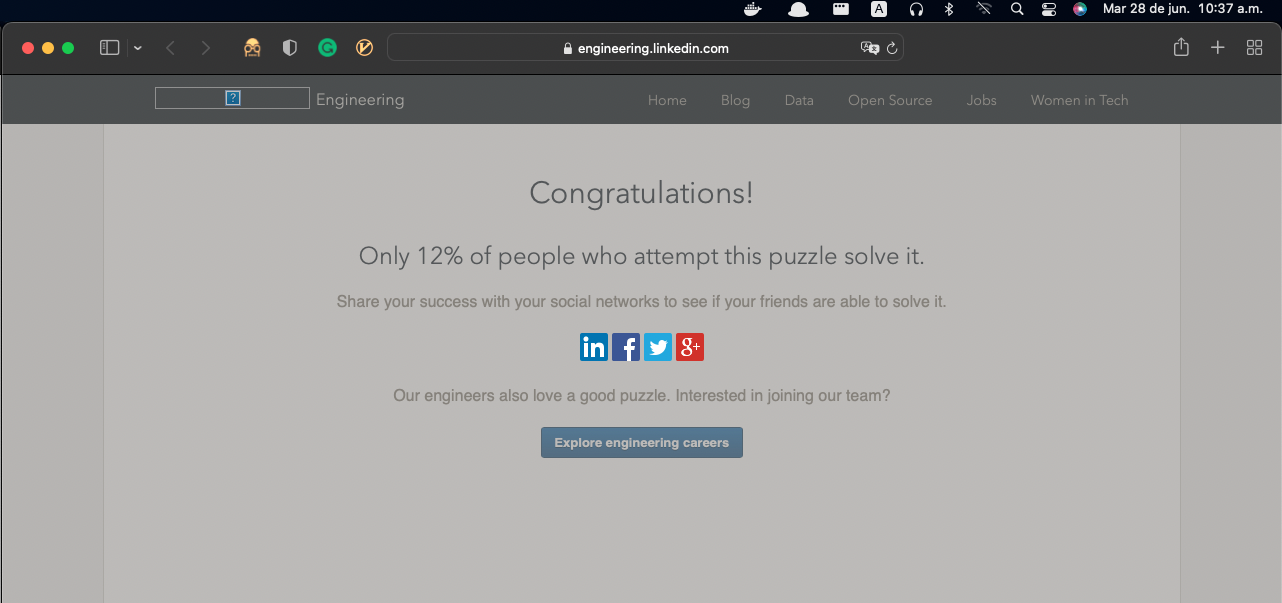 A
Mar 28 de jun. 10:37 a.m.
engineering.linkedin.com
?
Engineering
Home
Blog
Data
Open Source
Jobs
Women in Tech
Congratulations!
Only 12% of people who attempt this puzzle solve it.
Share your success with your social networks to see if your friends are able to solve it.
in f g+
Our engineers also love a good puzzle. Interested in joining our team?
Explore engineering careers